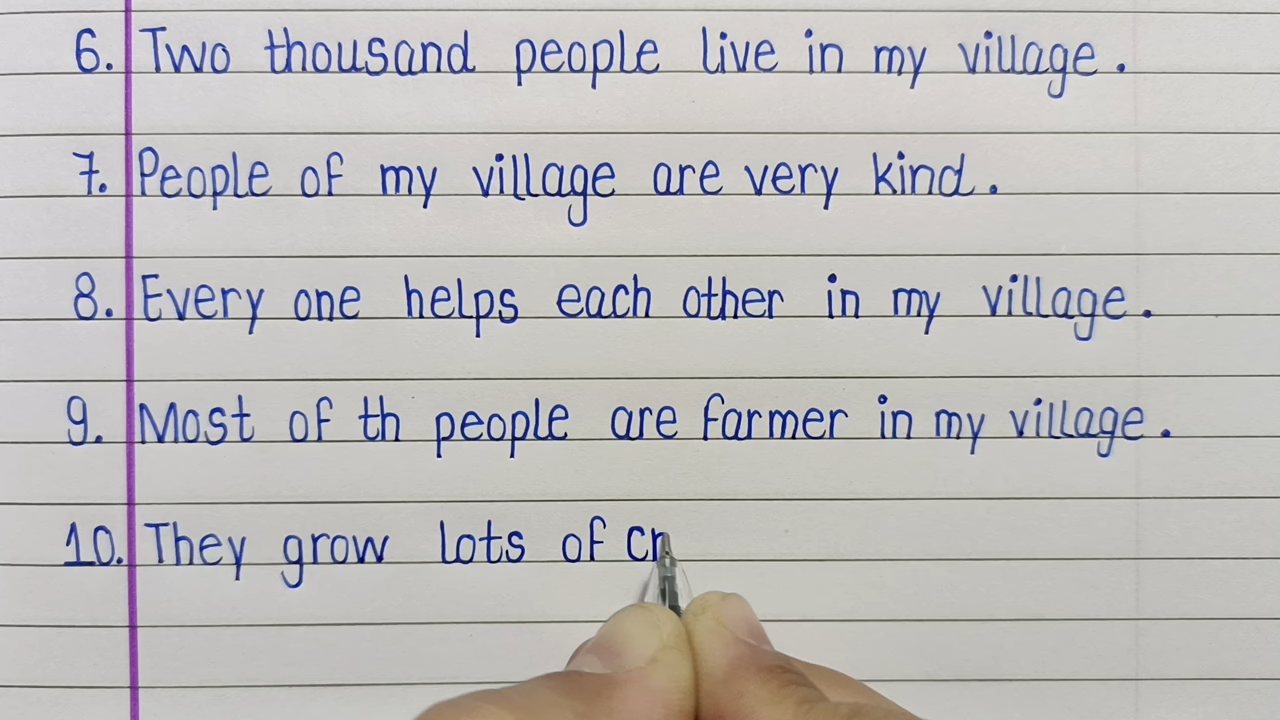 6. Two thousand people live in my village.
7. People of my village are very kind.
8. Every one helps each other in my village.
9. Most of th people are farmer in my village.
10. They grow lots of cr